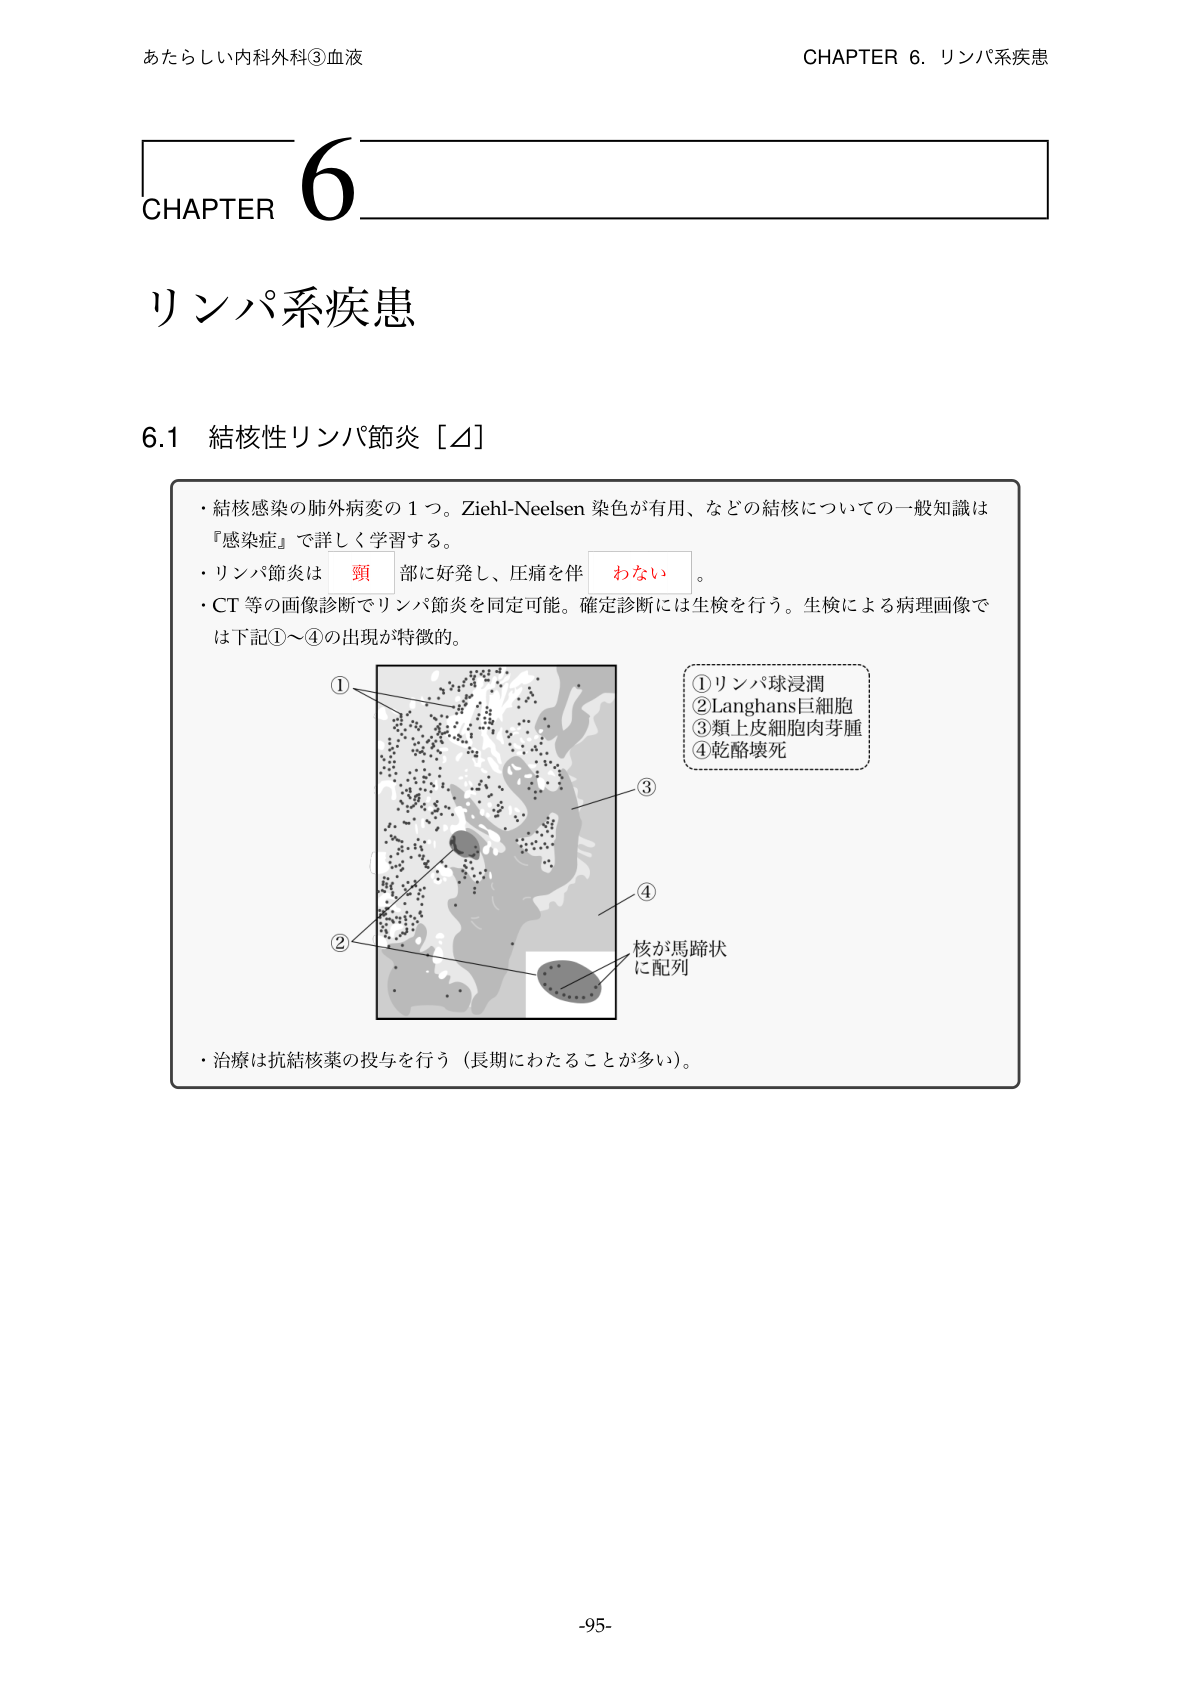 あたらしい内科外科③血液
CHAPTER 6. リンパ系疾患
CHAPTER 6
リンパ系疾患
6.1 結核性リンパ節炎［⊿］
・結核感染の肺外病変の 1 つ。Ziehl-Neelsen 染色が有用、などの結核についての一般知識は
『感染症』で詳しく学習する。
・リンパ節炎は 頸 部に好発し、圧痛を伴 わない 。
・CT 等の画像診断でリンパ節炎を同定可能。確定診断には生検を行う。生検による病理画像で
は下記①〜④の出現が特徴的。
①
①リンパ球浸潤
②Langhans巨細胞
③類上皮細胞肉芽腫
④乾酪壊死
③
④
②
核が馬蹄状
に配列
・治療は抗結核薬の投与を行う（長期にわたることが多い）。
-95-